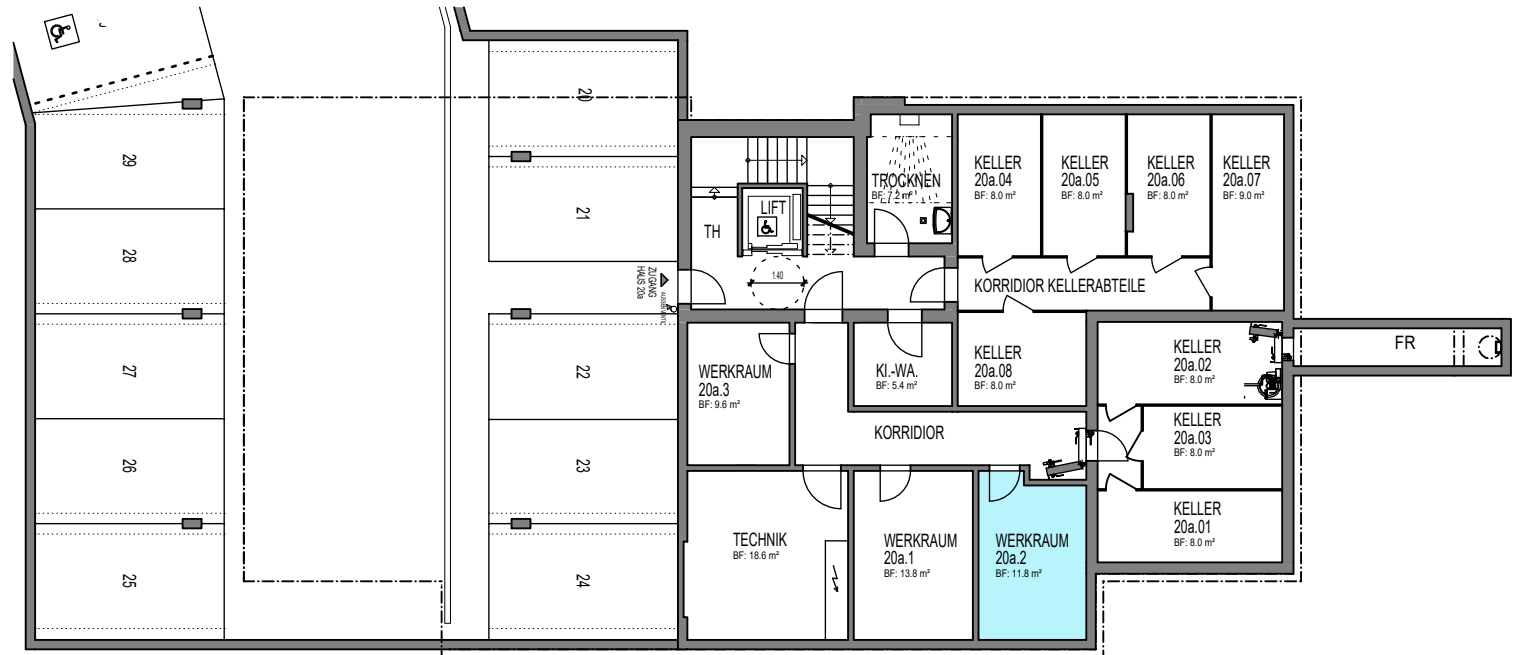 29
28
27
26
25
20
21
22
23
24
ZUGANG
HAUS 20a
TH
LIFT
1.40
TROCKNEN
BF: 7.2 m²
KELLER
20a.04
BF: 8.0 m²
KELLER
20a.05
BF: 8.0 m²
KELLER
20a.06
BF: 8.0 m²
KELLER
20a.07
BF: 9.0 m²
KORRIDIOR KELLERABTEILE
WERKRAUM
20a.3
BF: 9.6 m²
KI.-WA.
BF: 5.4 m²
KELLER
20a.08
BF: 8.0 m²
KELLER
20a.02
BF: 8.0 m²
FR
KORRIDIOR
KELLER
20a.03
BF: 8.0 m²
KELLER
20a.01
BF: 8.0 m²
TECHNIK
BF: 18.6 m²
WERKRAUM
20a.1
BF: 13.8 m²
WERKRAUM
20a.2
BF: 11.8 m²